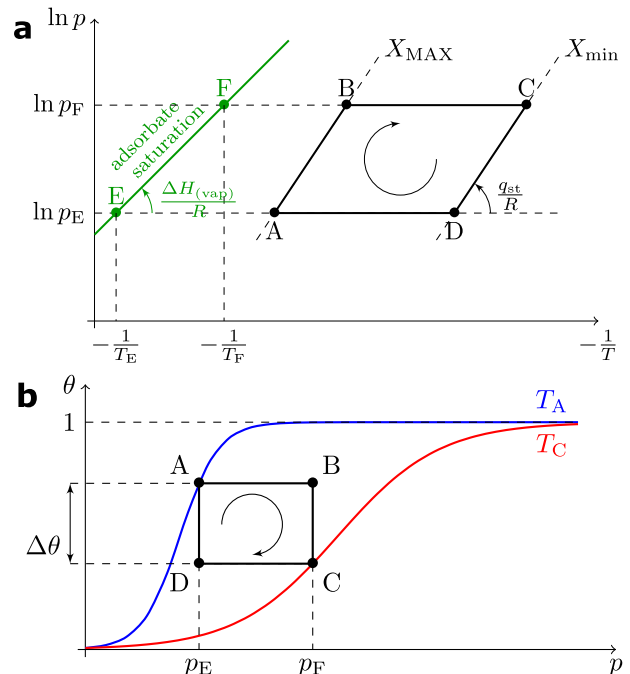 a
ln p
X_MAX
X_min
B
C
F
ln p_F
adsorbate
saturation
E
ΔH_(vap)/R
q_st/R
ln p_E
A
D
−1/T_E
−1/T_F
−1/T
b
θ
1
T_A
T_C
A
B
Δθ
D
C
p_E
p_F
p